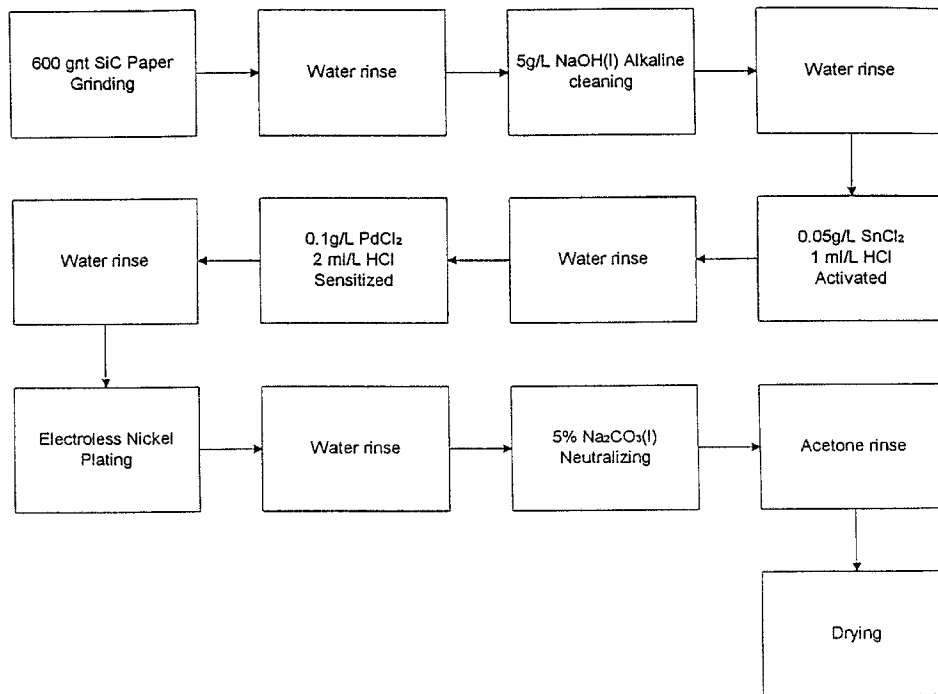 600 gnt SiC Paper
Grinding
Water rinse
5g/L NaOH(l) Alkaline
cleaning
Water rinse
0.05g/L SnCl₂
1 ml/L HCl
Activated
Water rinse
0.1g/L PdCl₂
2 ml/L HCl
Sensitized
Water rinse
Electroless Nickel
Plating
Water rinse
5% Na₂CO₃(l)
Neutralizing
Acetone rinse
Drying